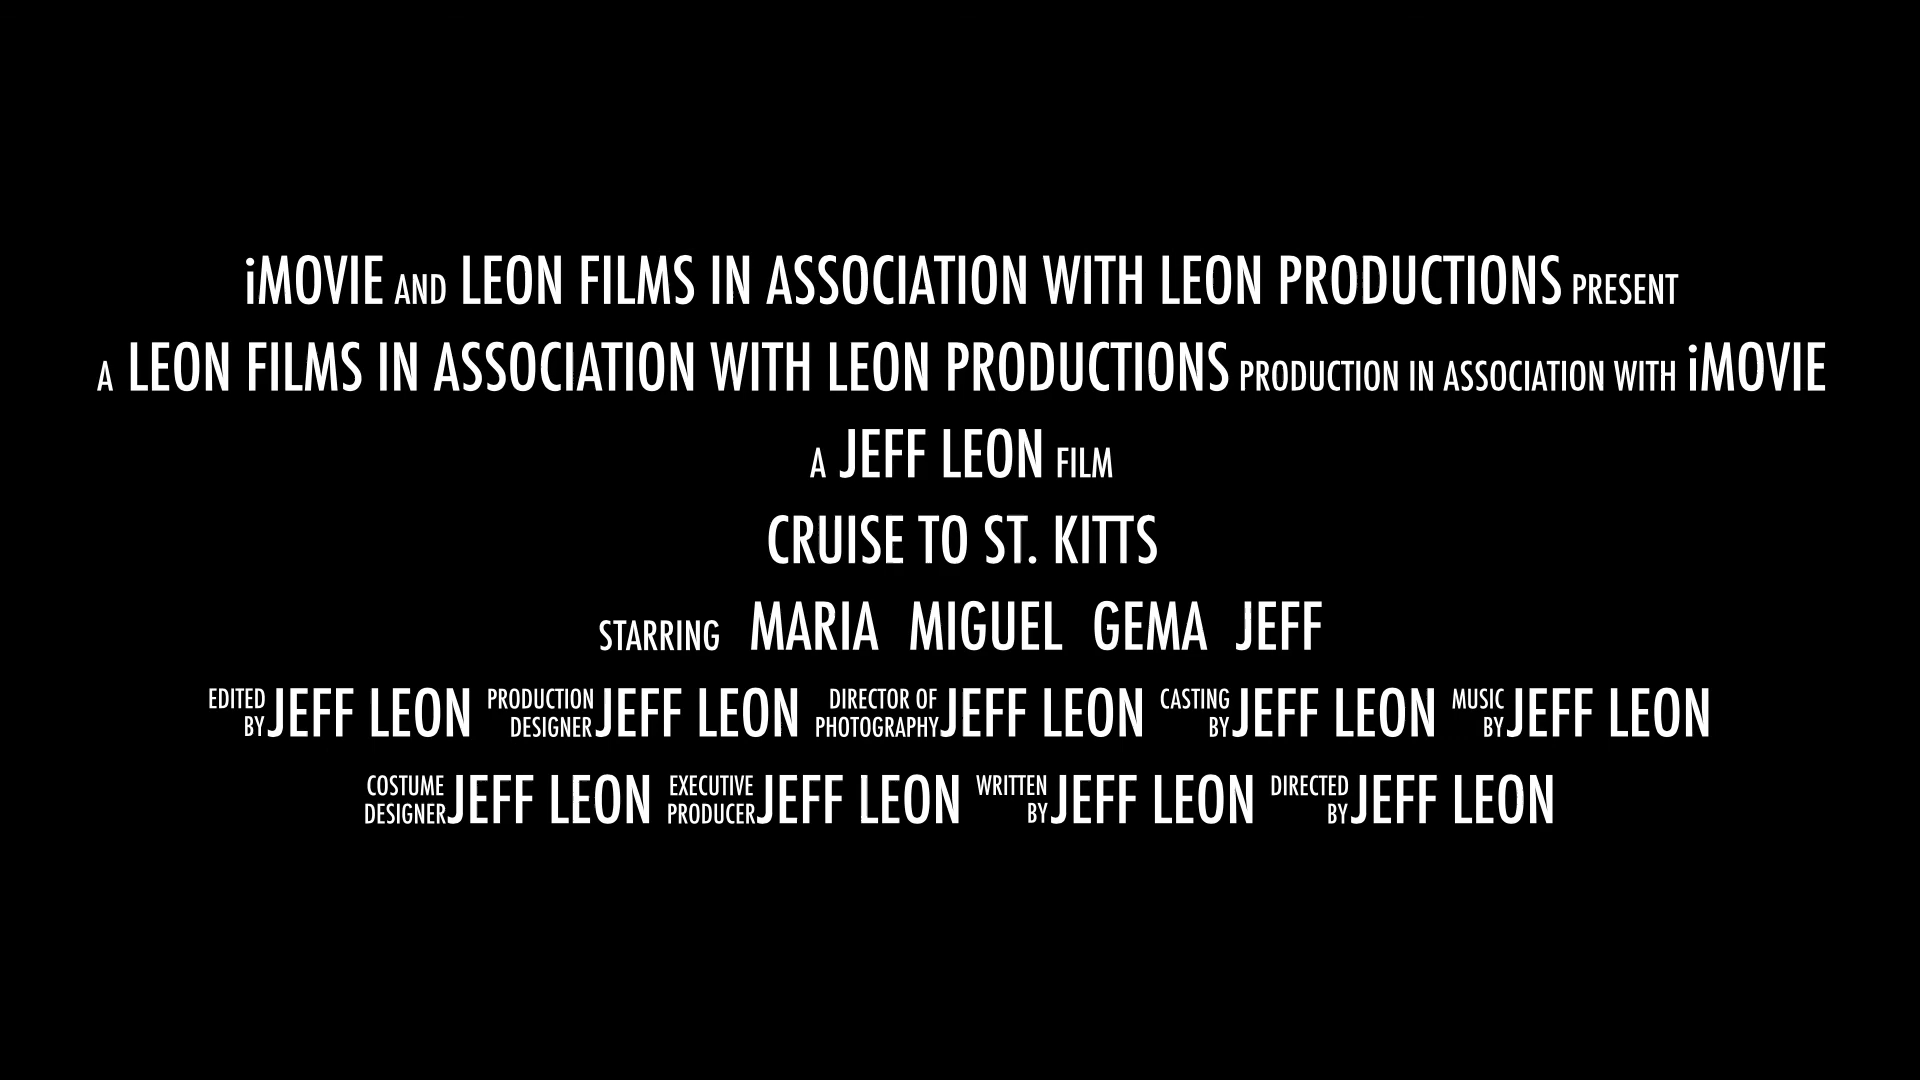 iMOVIE AND LEON FILMS IN ASSOCIATION WITH LEON PRODUCTIONS PRESENT
A LEON FILMS IN ASSOCIATION WITH LEON PRODUCTIONS PRODUCTION IN ASSOCIATION WITH iMOVIE
A JEFF LEON FILM
CRUISE TO ST. KITTS
STARRING MARIA MIGUEL GEMA JEFF
EDITED BY JEFF LEON PRODUCTION DESIGNER JEFF LEON DIRECTOR OF PHOTOGRAPHY JEFF LEON CASTING BY JEFF LEON MUSIC BY JEFF LEON
COSTUME DESIGNER JEFF LEON EXECUTIVE PRODUCER JEFF LEON WRITTEN BY JEFF LEON DIRECTED BY JEFF LEON